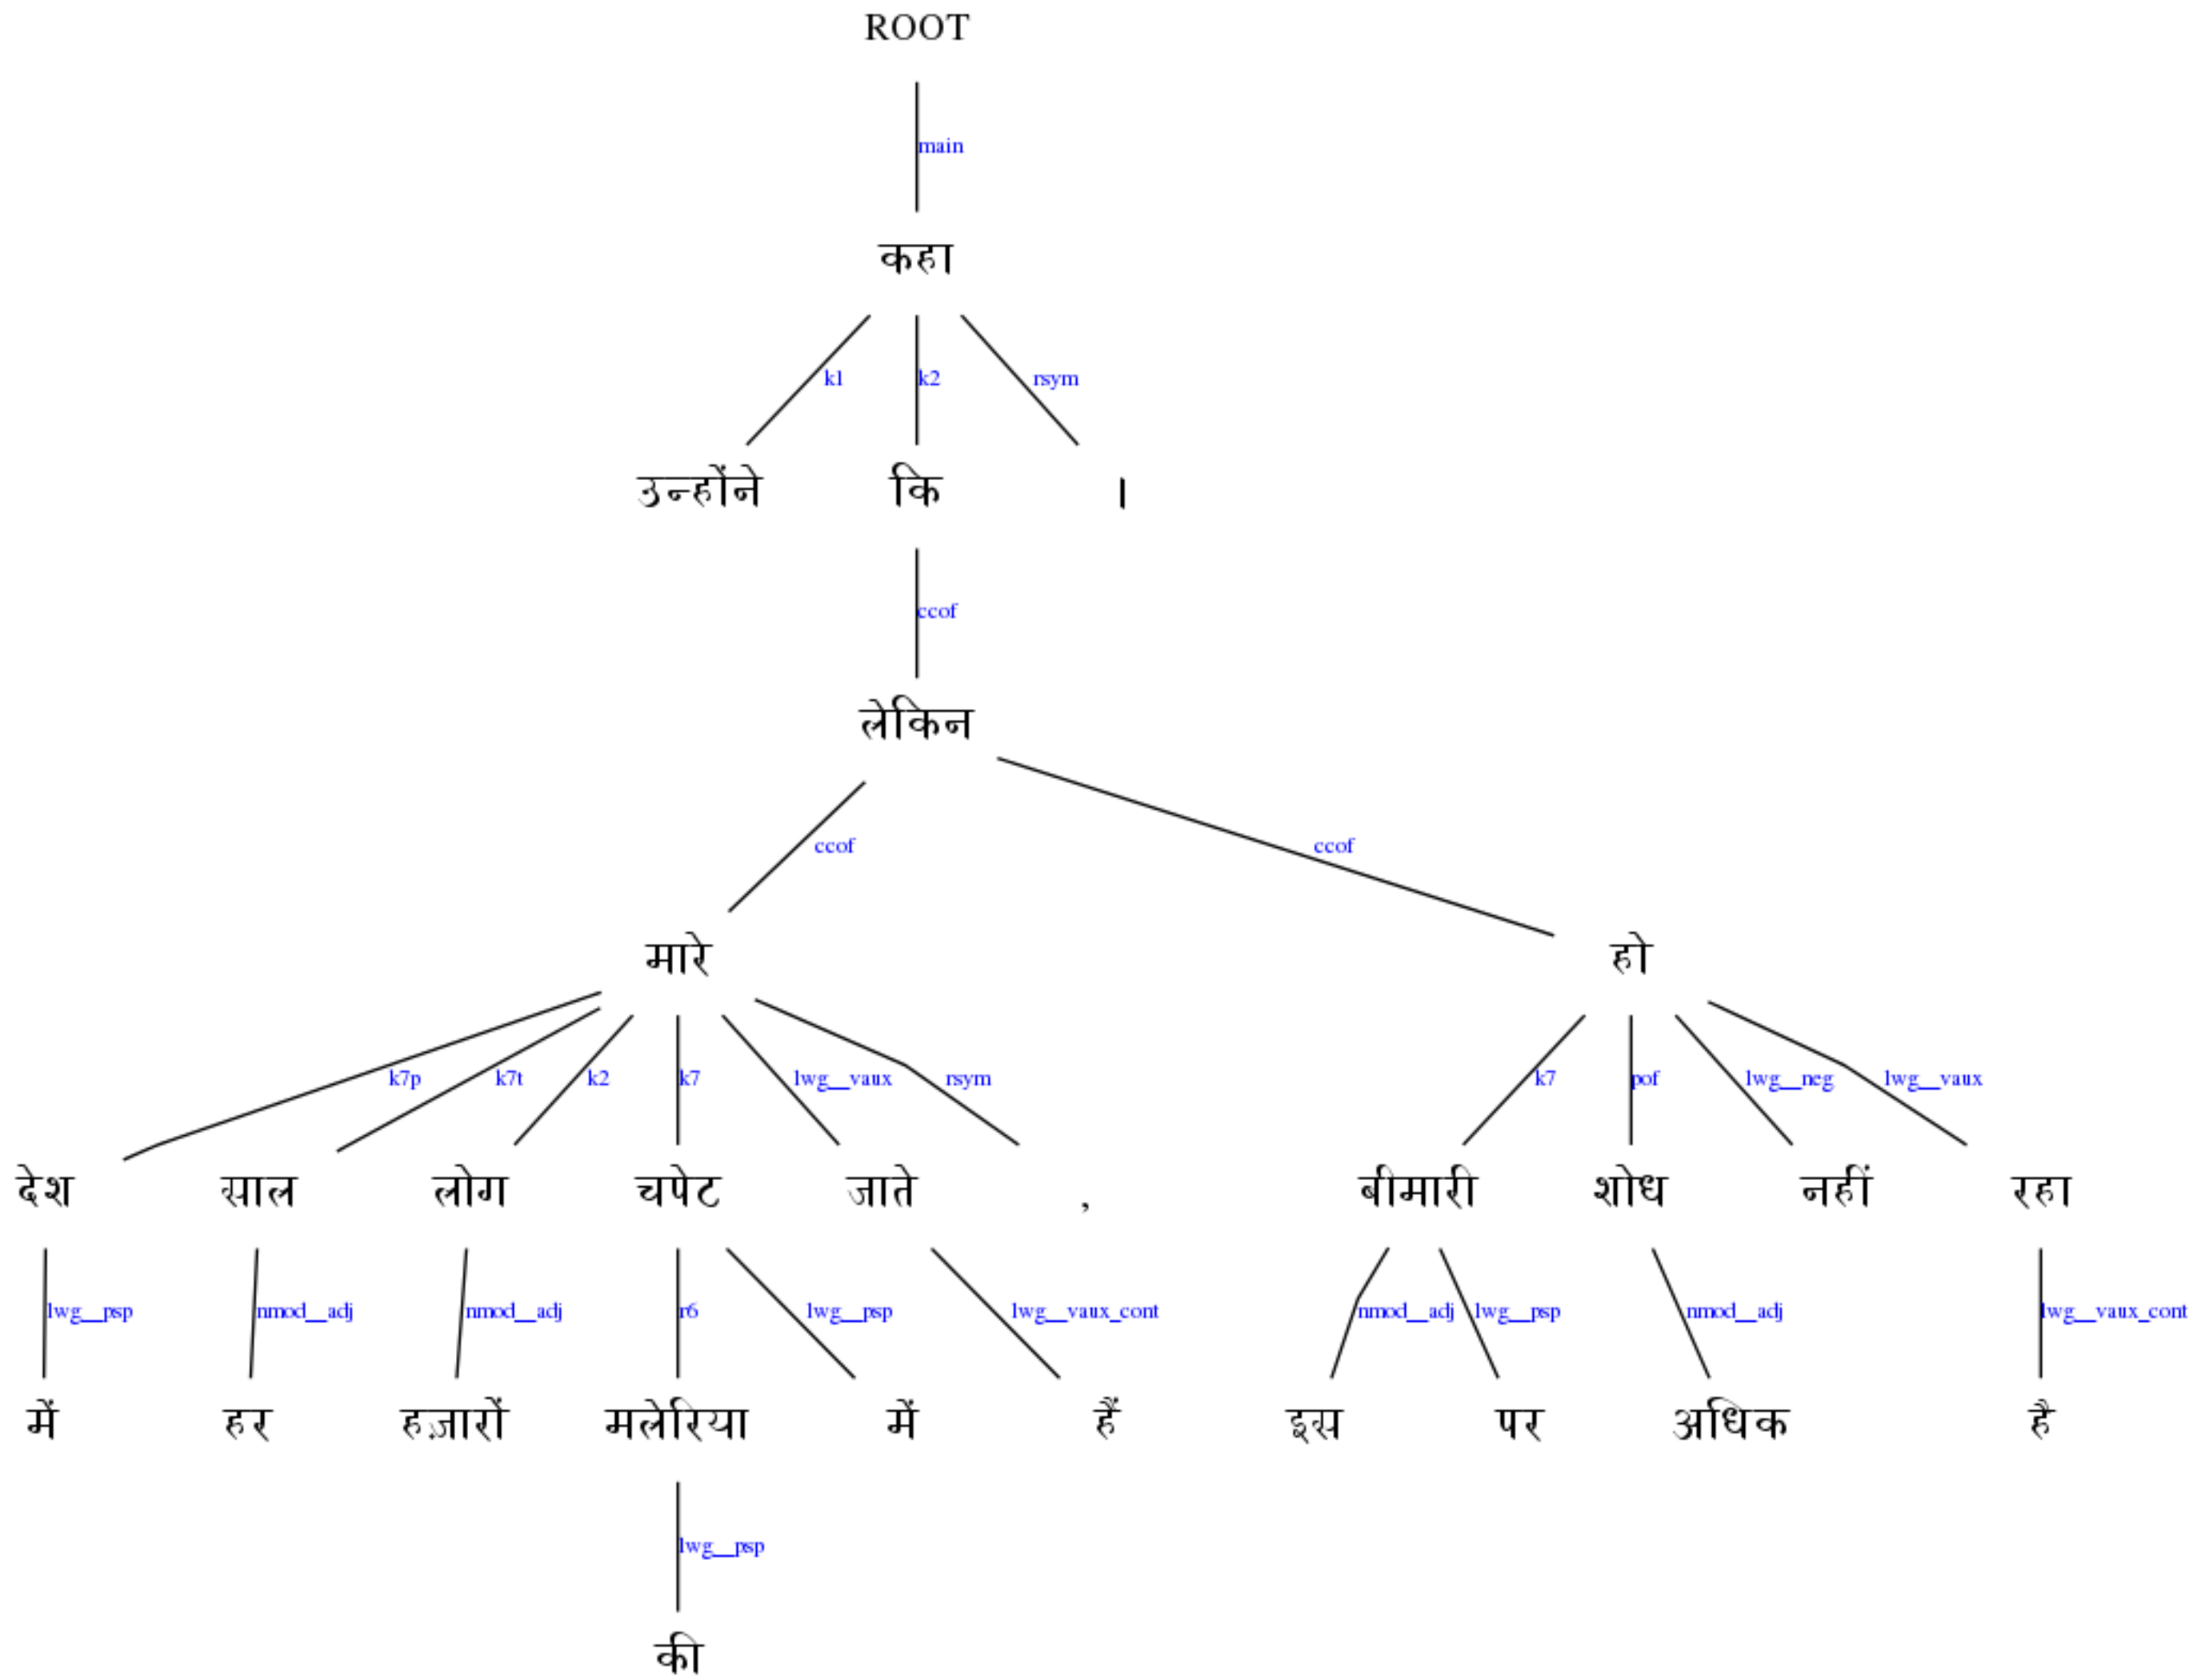 ROOT
main
कहा
k1 k2 rsym
उन्होंने कि ।
ccof
लेकिन
ccof ccof
मारे हो
k7p k7t k2 k7 lwg__vaux rsym k7 pof lwg__neg lwg__vaux
देश साल लोग चपेट जाते , बीमारी शोध नहीं रहा
lwg__psp nmod__adj nmod__adj r6 lwg__psp lwg__vaux_cont nmod__adj lwg__psp nmod__adj lwg__vaux_cont
में हर हज़ारों मलेरिया में हैं इस पर अधिक है
lwg__psp
की